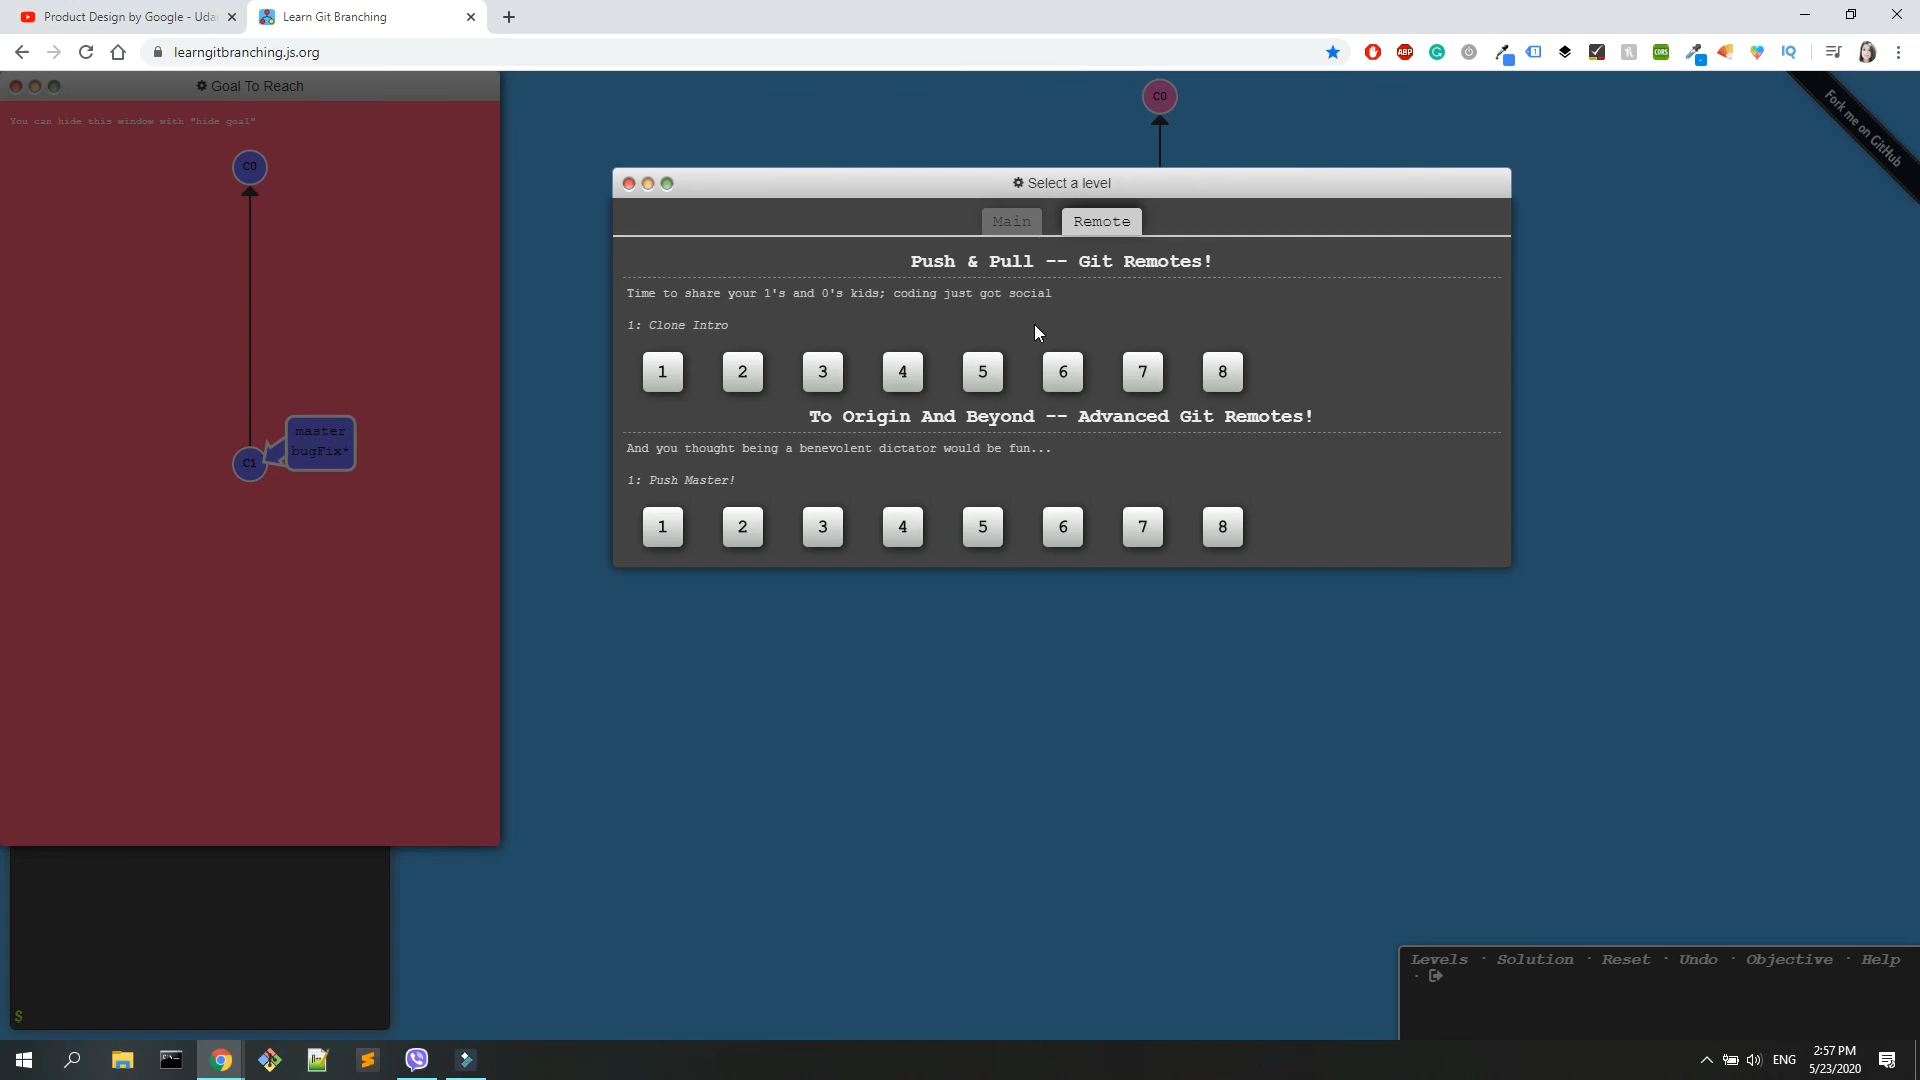 Product Design by Google - Uda
Learn Git Branching
learngitbranching.js.org
ABP
CORS
IQ
Goal To Reach
You can hide this window with "hide goal"
C0
master
bugFix*
C1
C0
Fork me on GitHub
Select a level
Main
Remote
Push & Pull -- Git Remotes!
Time to share your 1's and 0's kids; coding just got social
1: Clone Intro
1 2 3 4 5 6 7 8
To Origin And Beyond -- Advanced Git Remotes!
And you thought being a benevolent dictator would be fun...
1: Push Master!
1 2 3 4 5 6 7 8
Levels · Solution · Reset · Undo · Objective · Help
·
$
ENG
2:57 PM
5/23/2020